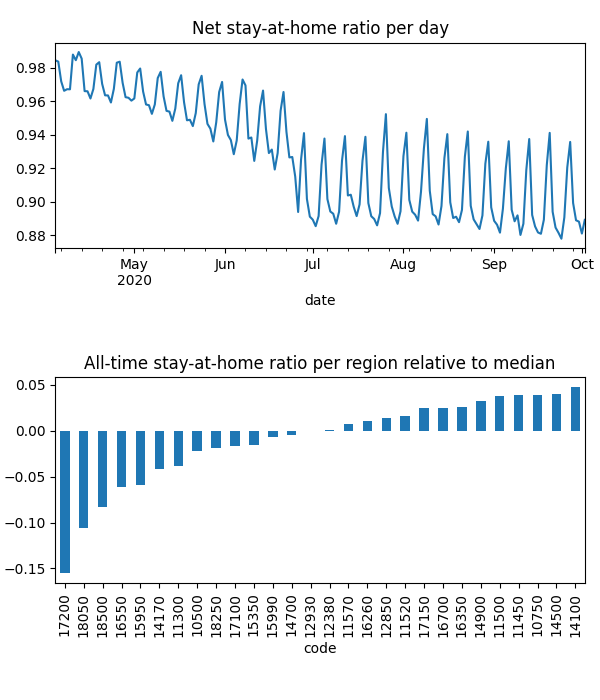 Net stay-at-home ratio per day
0.98
0.96
0.94
0.92
0.90
0.88
May Jun Jul Aug Sep Oct
2020
date
All-time stay-at-home ratio per region relative to median
0.05
0.00
−0.05
−0.10
−0.15
17200 18050 18500 16550 15950 14170 11300 10500 18250 17100 15350 15990 14700 12930 12380 11570 16260 12850 11520 17150 16700 16350 14900 11500 11450 10750 14500 14100
code